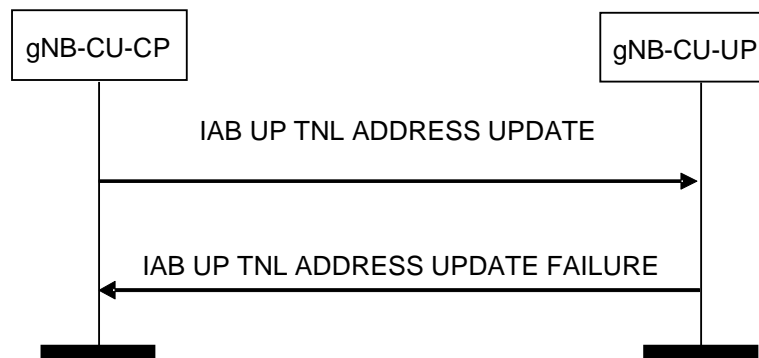 gNB-CU-CP
gNB-CU-UP
IAB UP TNL ADDRESS UPDATE
IAB UP TNL ADDRESS UPDATE FAILURE